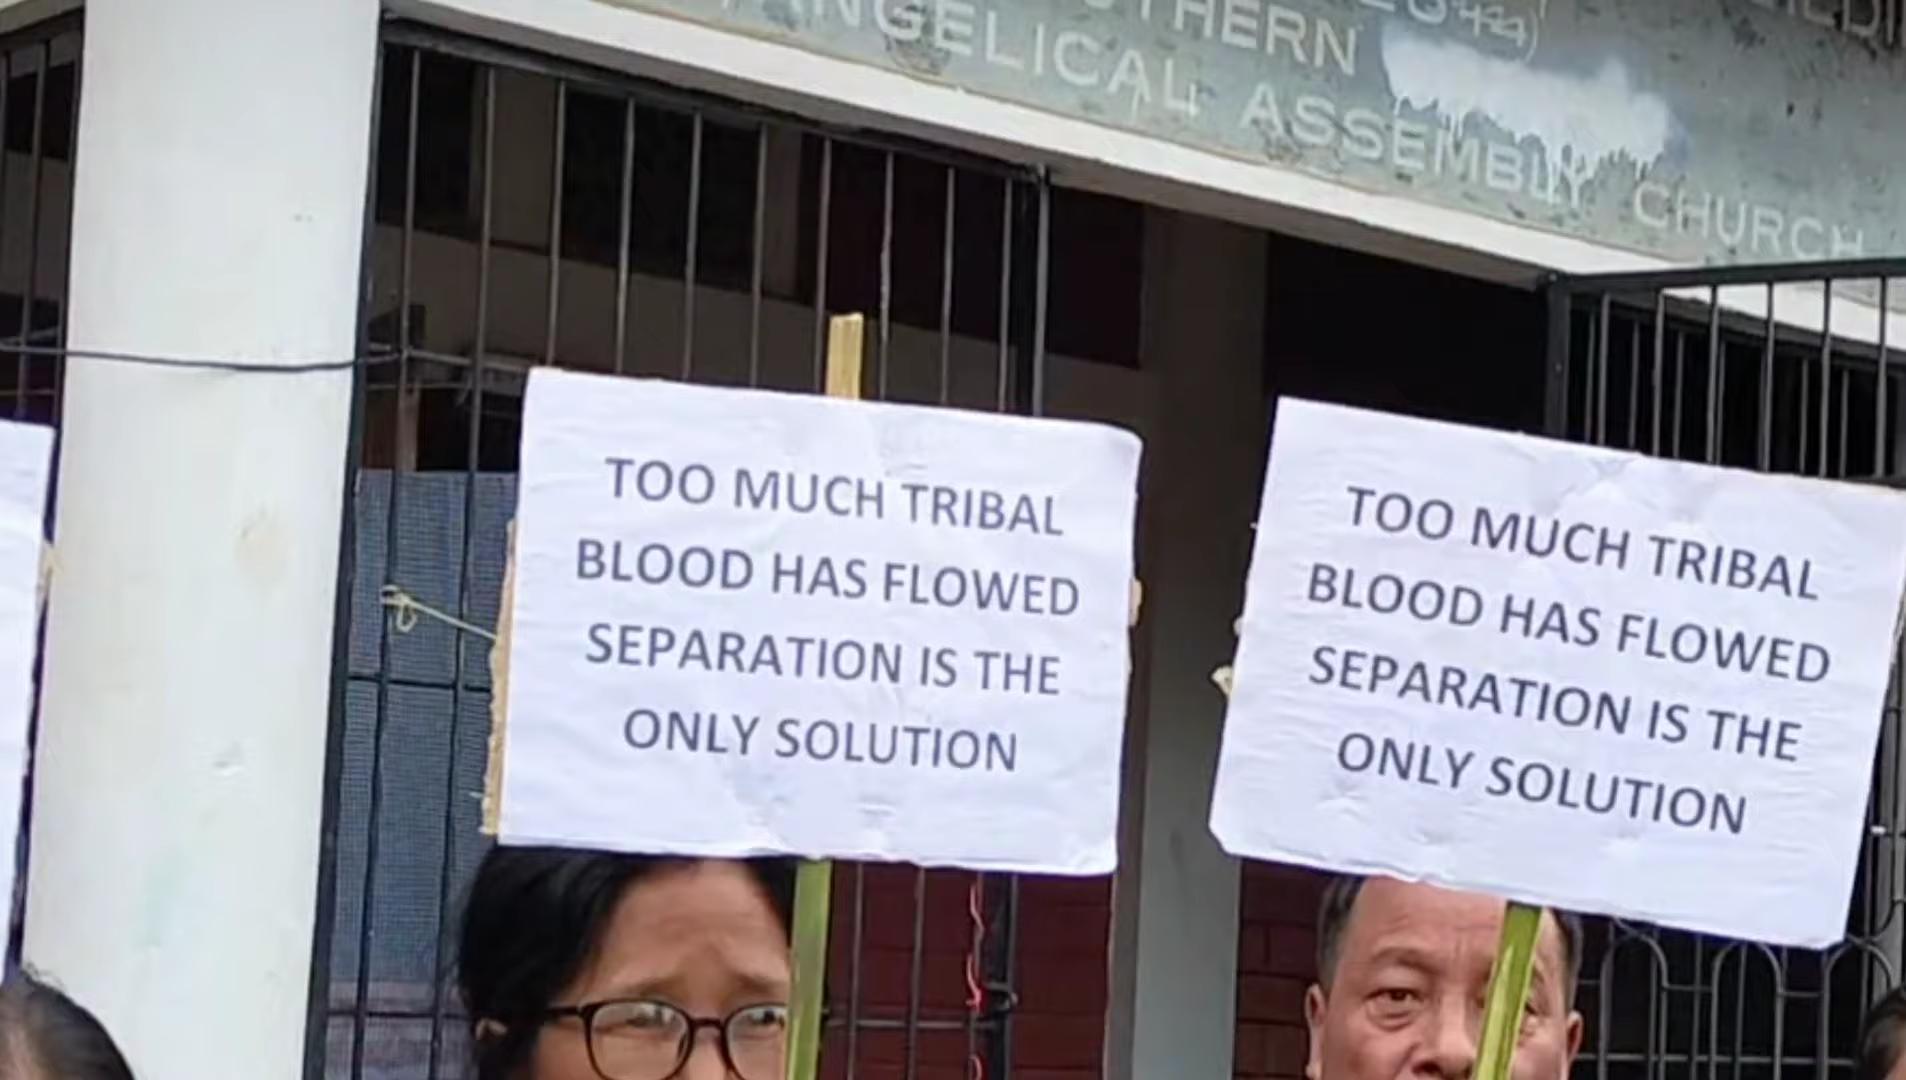 ASSEMBLY CHURCH
TOO MUCH TRIBAL
BLOOD HAS FLOWED
SEPARATION IS THE
ONLY SOLUTION
TOO MUCH TRIBAL
BLOOD HAS FLOWED
SEPARATION IS THE
ONLY SOLUTION